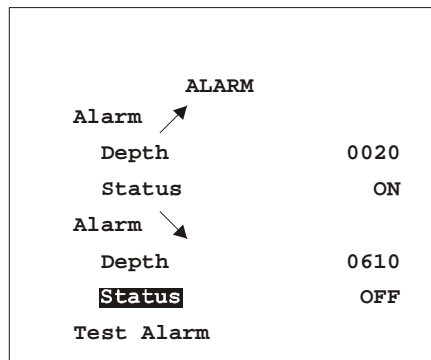 ALARM
Alarm
Depth 0020
Status ON
Alarm
Depth 0610
Status OFF
Test Alarm